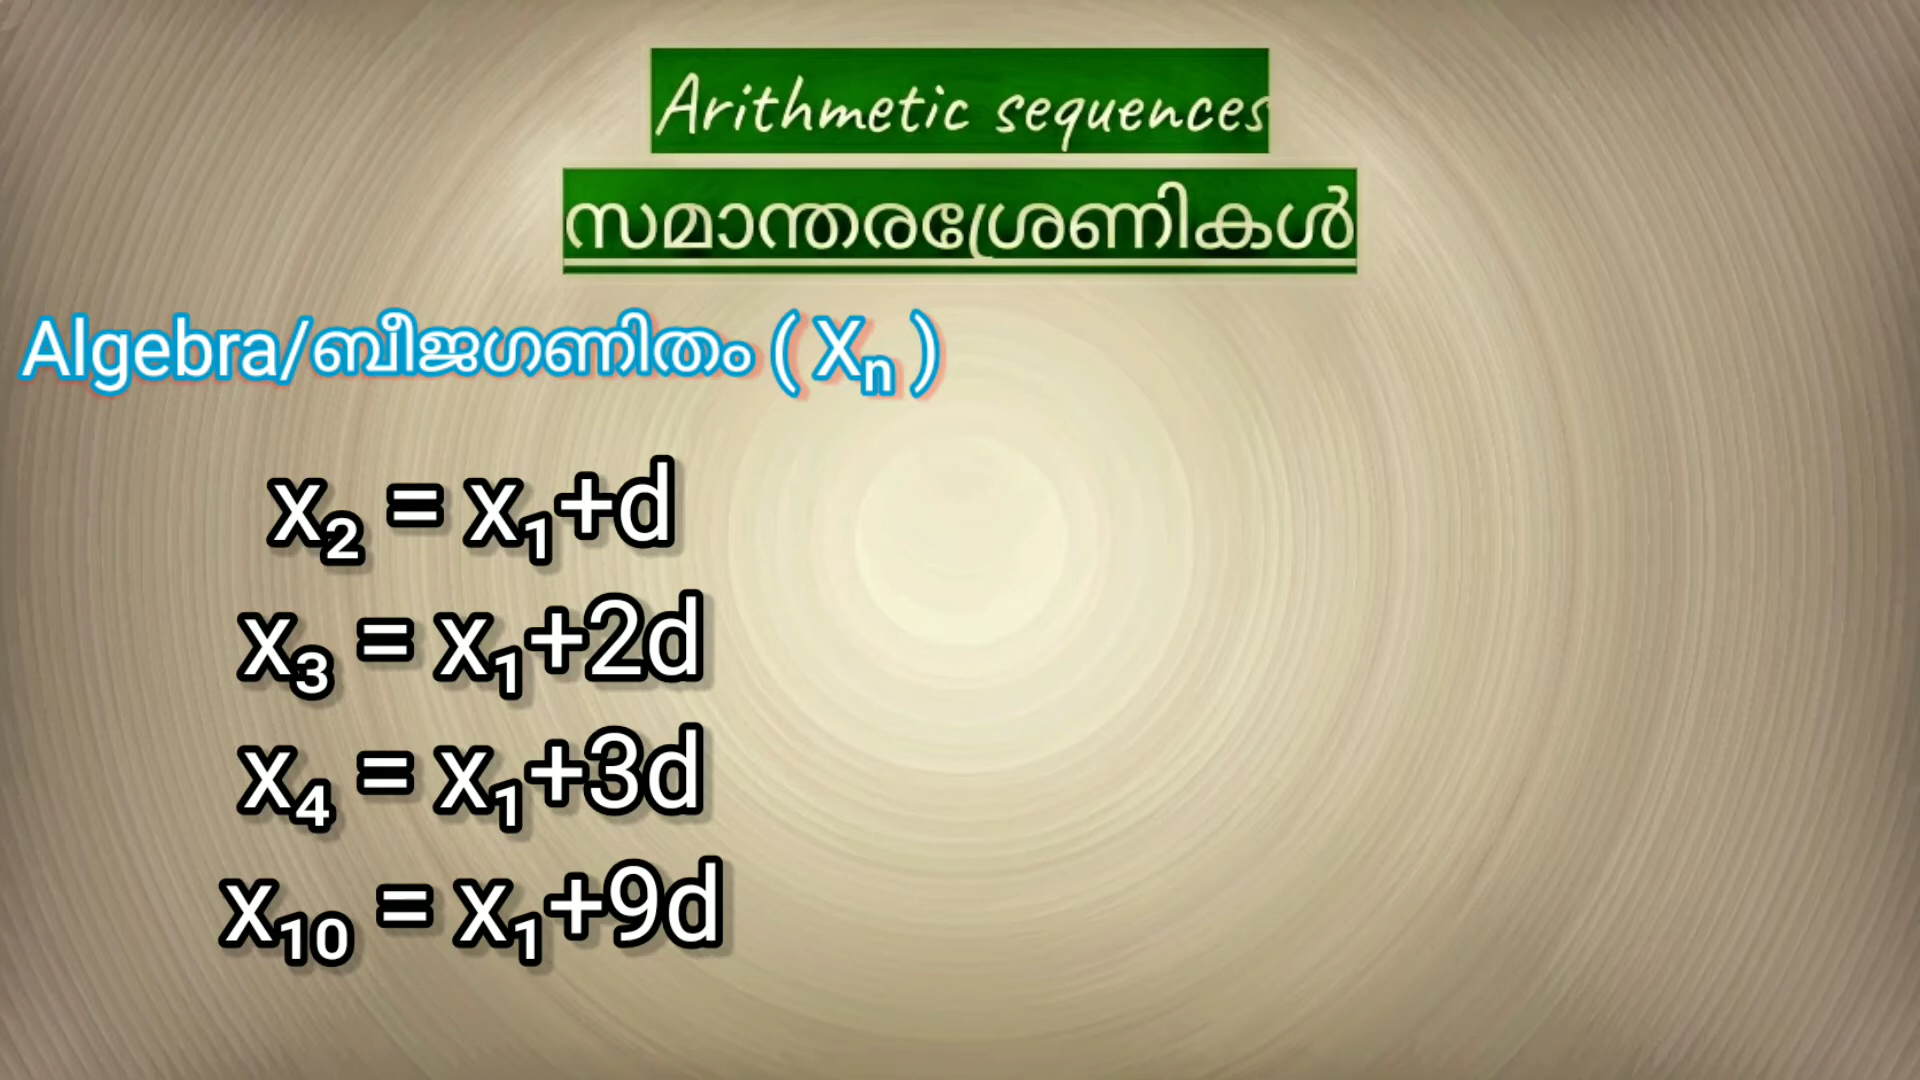 Arithmetic sequences
സമാന്തരശ്രേണികൾ
Algebra/ബീജഗണിതം ( Xₙ )
x₂ = x₁+d
x₃ = x₁+2d
x₄ = x₁+3d
x₁₀ = x₁+9d